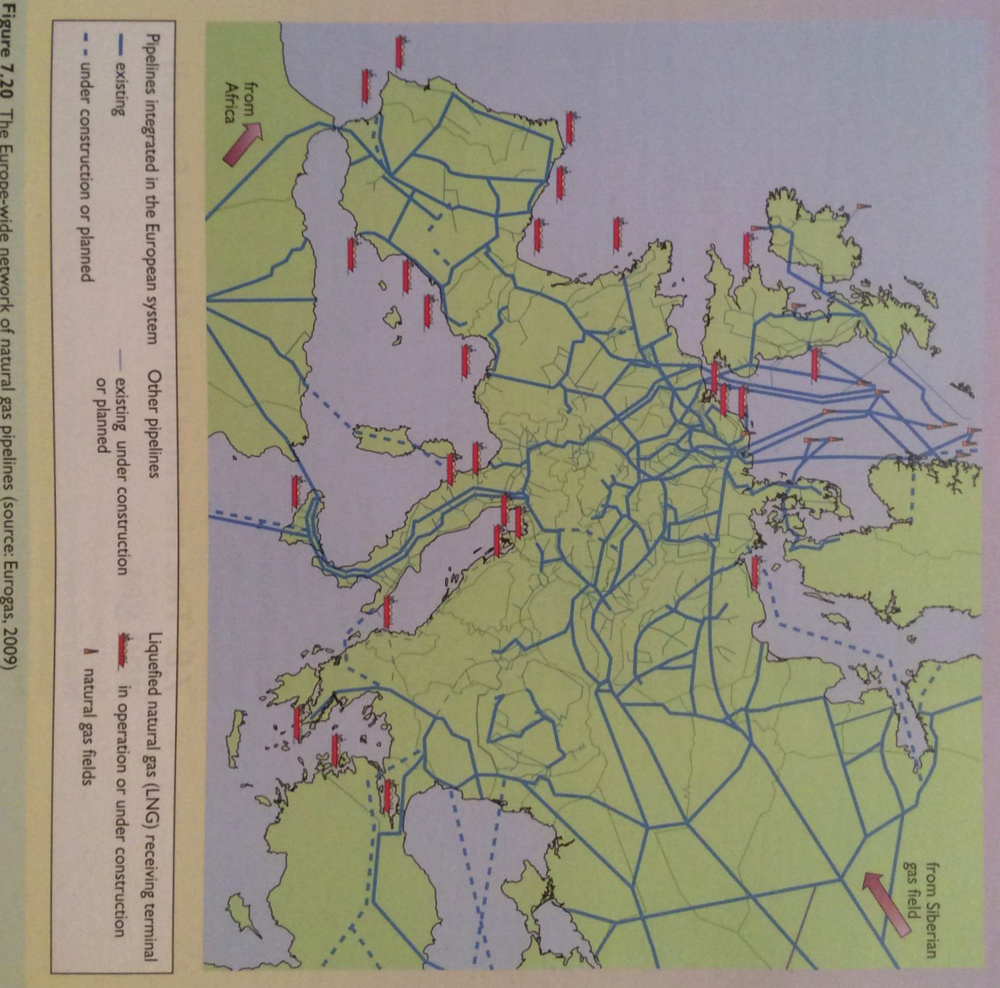 from Siberian
gas field
from
Africa
Pipelines integrated in the European system
existing
under construction or planned
Other pipelines
existing under construction
or planned
Liquefied natural gas (LNG) receiving terminal
in operation or under construction
natural gas fields
Figure 7.20 The Europe-wide network of natural gas pipelines (source: Eurogas, 2009)